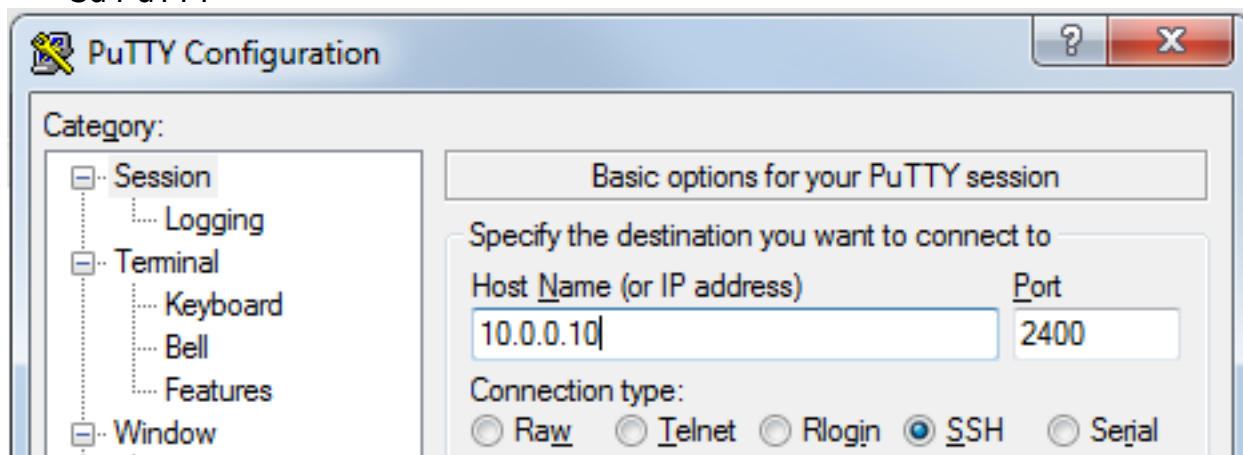 PuTTY Configuration
Category:
Session
Logging
Terminal
Keyboard
Bell
Features
Window
Basic options for your PuTTY session
Specify the destination you want to connect to
Host Name (or IP address) Port
10.0.0.10 2400
Connection type:
Raw Telnet Rlogin SSH Serial